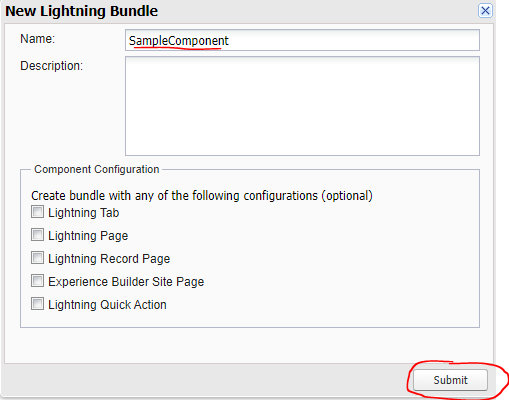 New Lightning Bundle
Name:
SampleComponent
Description:
Component Configuration
Create bundle with any of the following configurations (optional)
Lightning Tab
Lightning Page
Lightning Record Page
Experience Builder Site Page
Lightning Quick Action
Submit